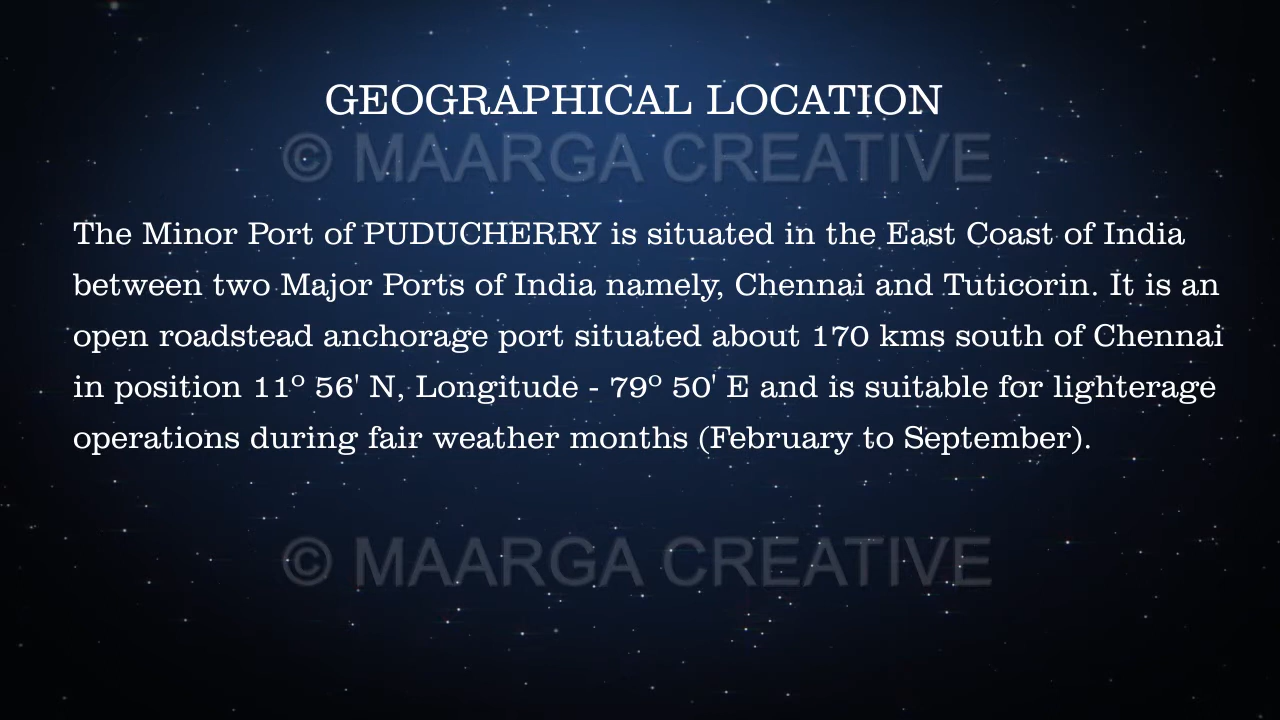 GEOGRAPHICAL LOCATION
© MAARGA CREATIVE
The Minor Port of PUDUCHERRY is situated in the East Coast of India
between two Major Ports of India namely, Chennai and Tuticorin. It is an
open roadstead anchorage port situated about 170 kms south of Chennai
in position 11º 56' N, Longitude - 79º 50' E and is suitable for lighterage
operations during fair weather months (February to September).
© MAARGA CREATIVE